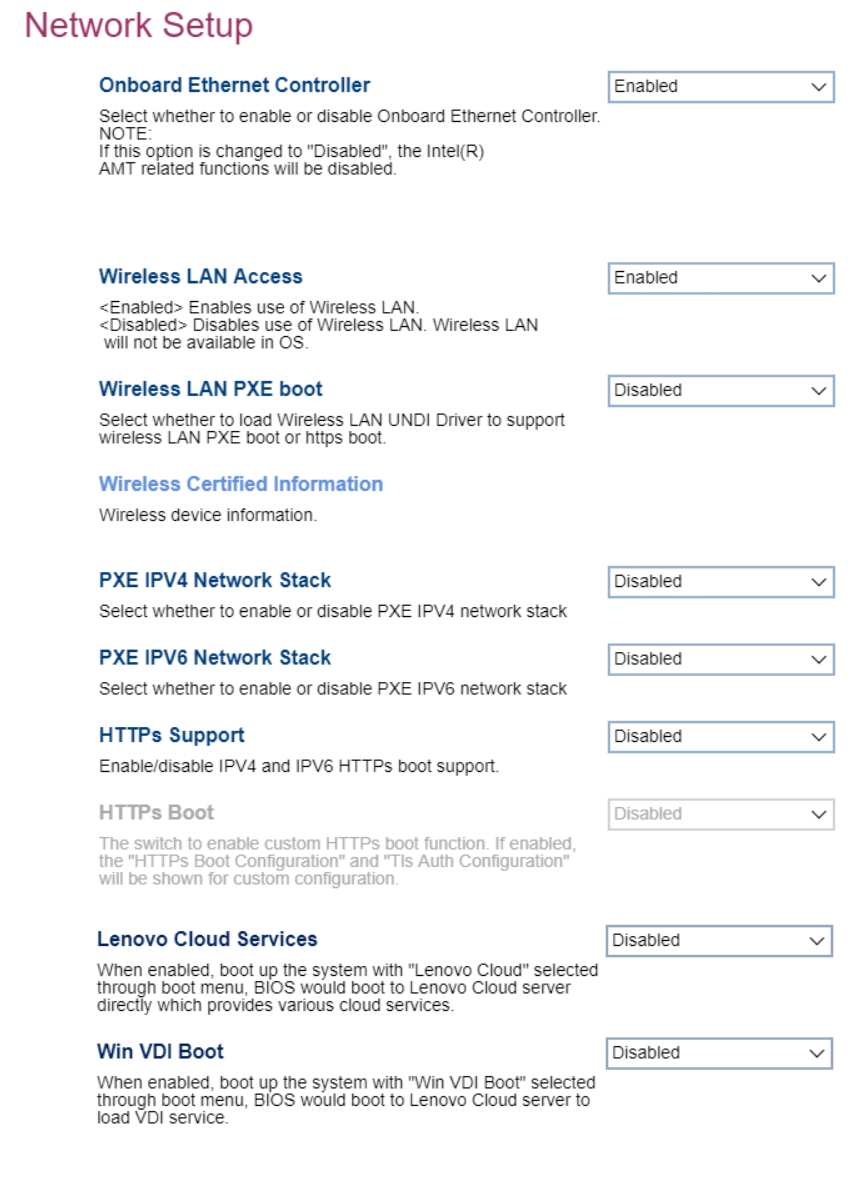 Network Setup
Onboard Ethernet Controller
Enabled
Select whether to enable or disable Onboard Ethernet Controller.
NOTE:
If this option is changed to "Disabled", the Intel(R)
AMT related functions will be disabled.
Wireless LAN Access
Enabled
<Enabled> Enables use of Wireless LAN.
<Disabled> Disables use of Wireless LAN. Wireless LAN
will not be available in OS.
Wireless LAN PXE boot
Disabled
Select whether to load Wireless LAN UNDI Driver to support
wireless LAN PXE boot or https boot.
Wireless Certified Information
Wireless device information.
PXE IPV4 Network Stack
Disabled
Select whether to enable or disable PXE IPV4 network stack
PXE IPV6 Network Stack
Disabled
Select whether to enable or disable PXE IPV6 network stack
HTTPs Support
Disabled
Enable/disable IPV4 and IPV6 HTTPs boot support.
HTTPs Boot
Disabled
The switch to enable custom HTTPs boot function. If enabled,
the "HTTPs Boot Configuration" and "Tls Auth Configuration"
will be shown for custom configuration.
Lenovo Cloud Services
Disabled
When enabled, boot up the system with "Lenovo Cloud" selected
through boot menu, BIOS would boot to Lenovo Cloud server
directly which provides various cloud services.
Win VDI Boot
Disabled
When enabled, boot up the system with "Win VDI Boot" selected
through boot menu, BIOS would boot to Lenovo Cloud server to
load VDI service.